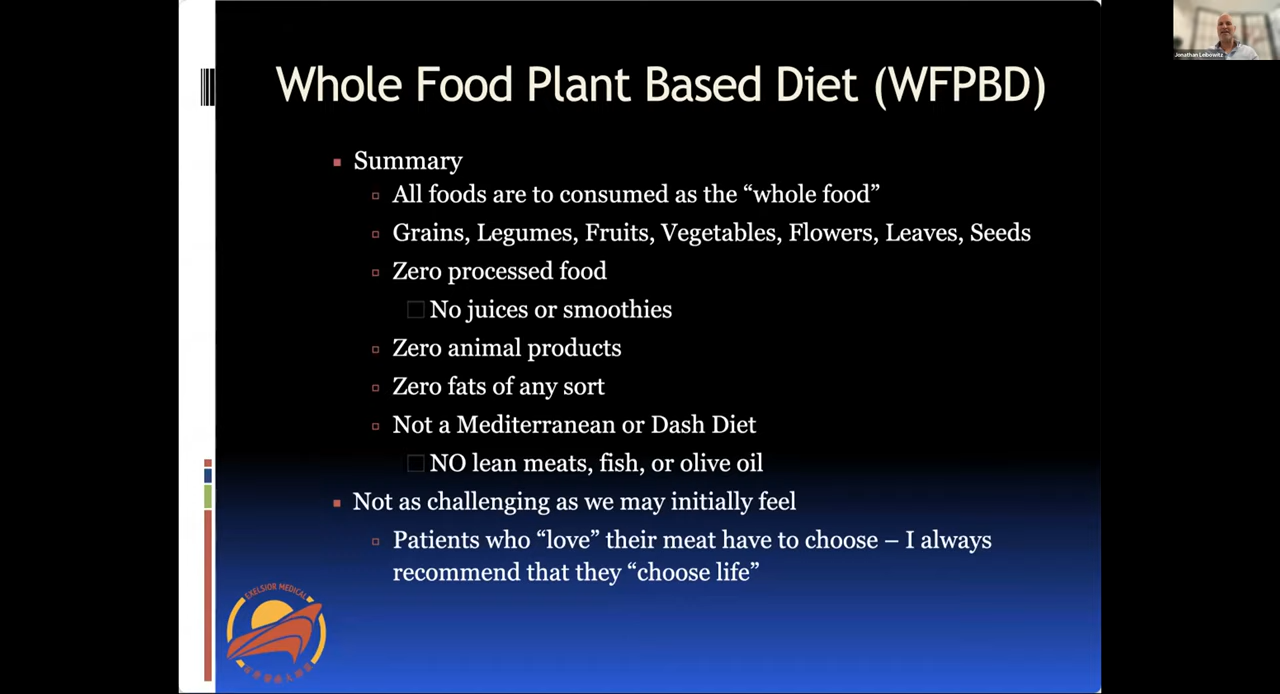 Whole Food Plant Based Diet (WFPBD)
Summary
All foods are to consumed as the “whole food”
Grains, Legumes, Fruits, Vegetables, Flowers, Leaves, Seeds
Zero processed food
No juices or smoothies
Zero animal products
Zero fats of any sort
Not a Mediterranean or Dash Diet
NO lean meats, fish, or olive oil
Not as challenging as we may initially feel
Patients who “love” their meat have to choose – I always
recommend that they “choose life”
EXELSIOR MEDICAL
Jonathan Leibowitz